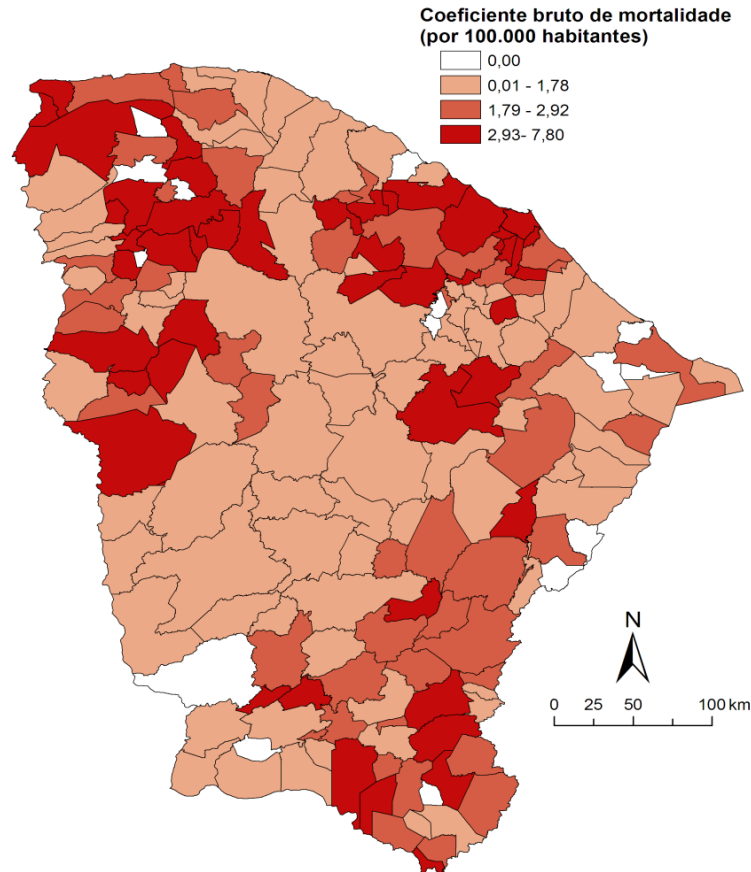 Coeficiente bruto de mortalidade
(por 100.000 habitantes)
0,00
0,01 - 1,78
1,79 - 2,92
2,93- 7,80
N
0 25 50 100 km